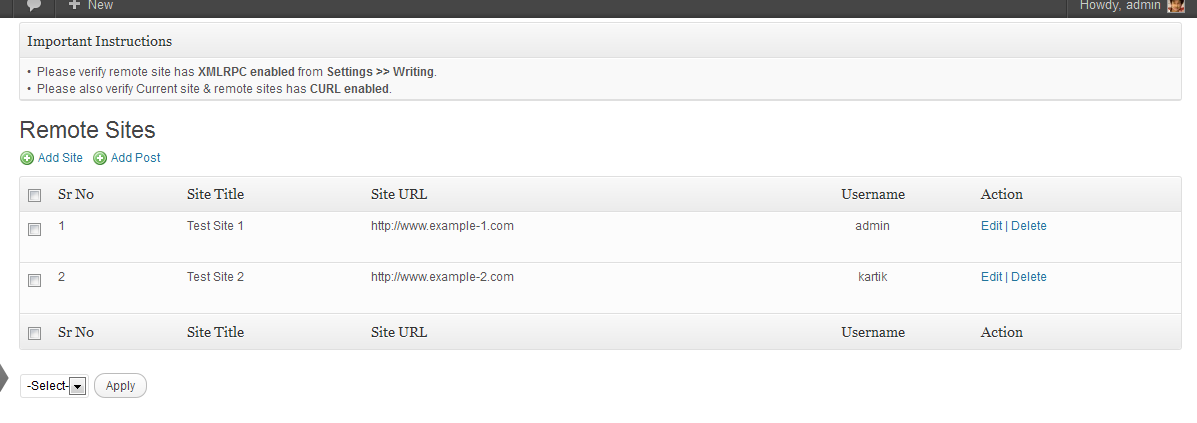 New Howdy, admin
Important Instructions
• Please verify remote site has XMLRPC enabled from Settings >> Writing.
• Please also verify Current site & remote sites has CURL enabled.
Remote Sites
Add Site Add Post
Sr No Site Title Site URL Username Action
1 Test Site 1 http://www.example-1.com admin Edit | Delete
2 Test Site 2 http://www.example-2.com kartik Edit | Delete
Sr No Site Title Site URL Username Action
-Select- Apply